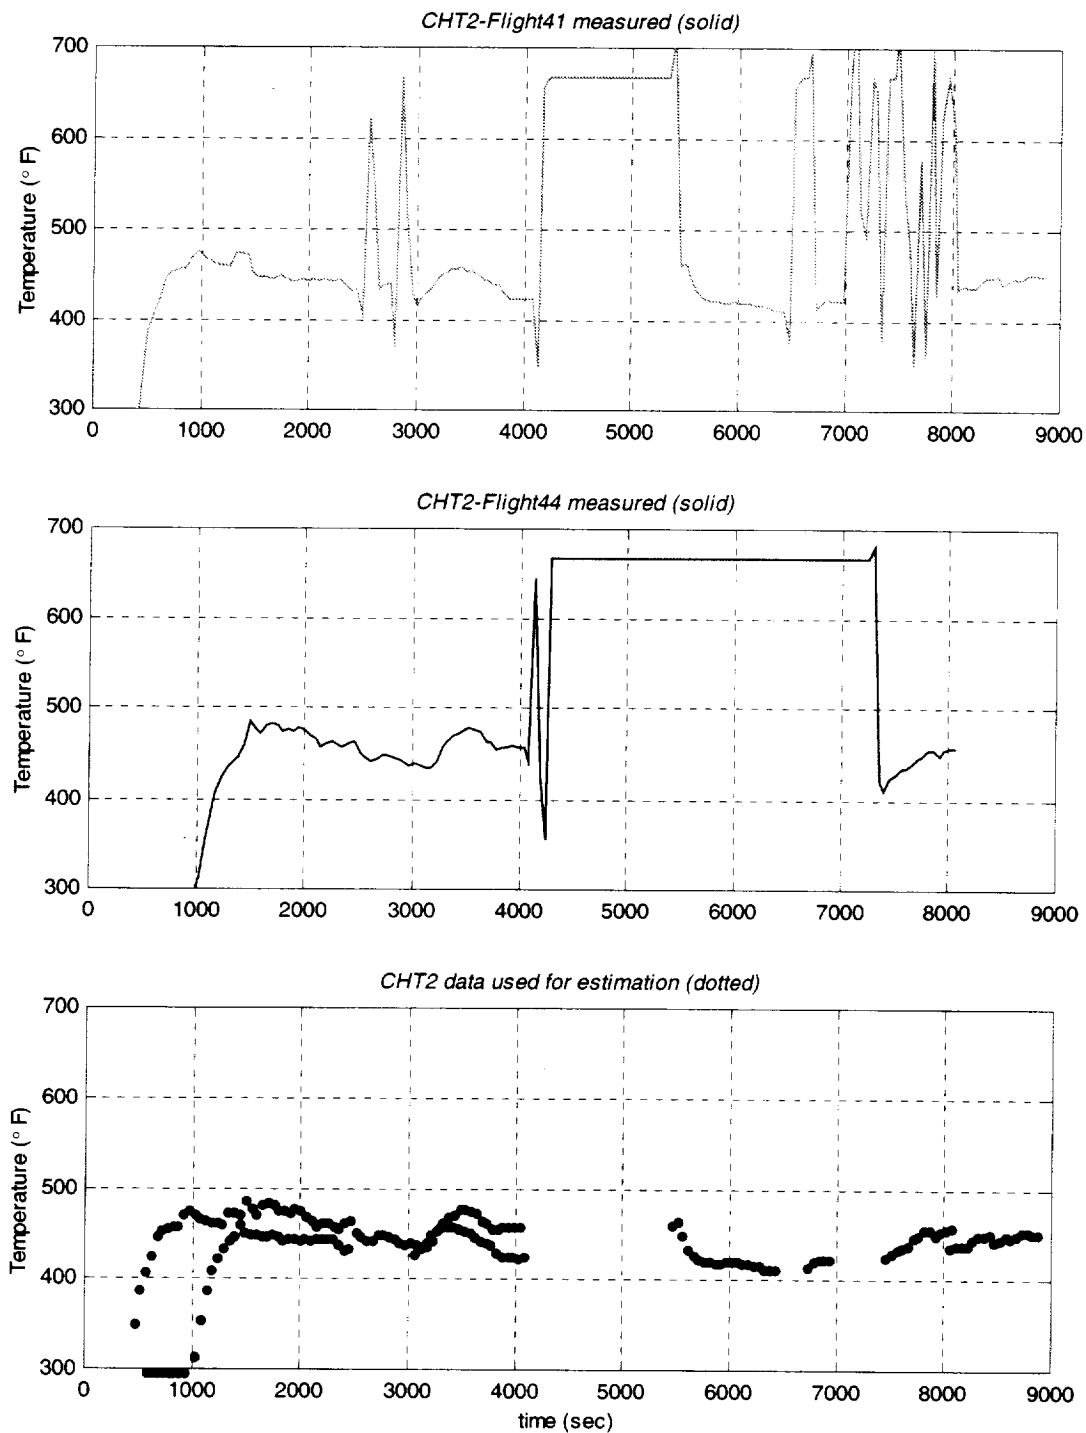 CHT2-Flight41 measured (solid)
700
600
500
400
300
Temperature (° F)
0 1000 2000 3000 4000 5000 6000 7000 8000 9000
CHT2-Flight44 measured (solid)
700
600
500
400
300
Temperature (° F)
0 1000 2000 3000 4000 5000 6000 7000 8000 9000
CHT2 data used for estimation (dotted)
700
600
500
400
300
Temperature (° F)
0 1000 2000 3000 4000 5000 6000 7000 8000 9000
time (sec)